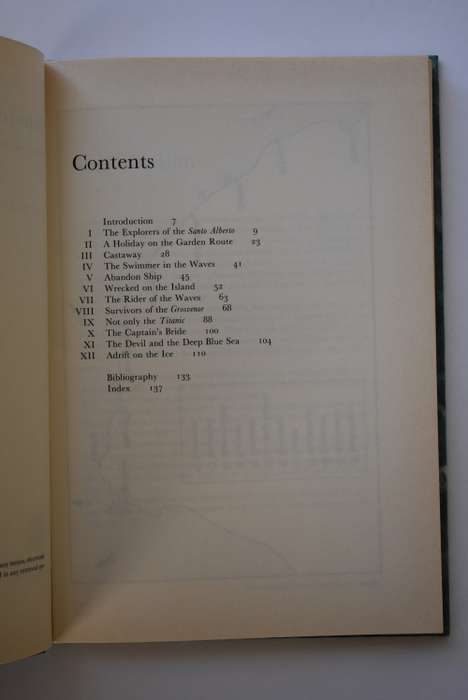 Contents
Introduction 7
I The Explorers of the Santo Alberto 9
II A Holiday on the Garden Route 23
III Castaway 28
IV The Swimmer in the Waves 41
V Abandon Ship 45
VI Wrecked on the Island 52
VII The Rider of the Waves 63
VIII Survivors of the Grosvenor 68
IX Not only the Titanic 88
X The Captain's Bride 100
XI The Devil and the Deep Blue Sea 104
XII Adrift on the Ice 110
Bibliography 133
Index 137
in any retrieval